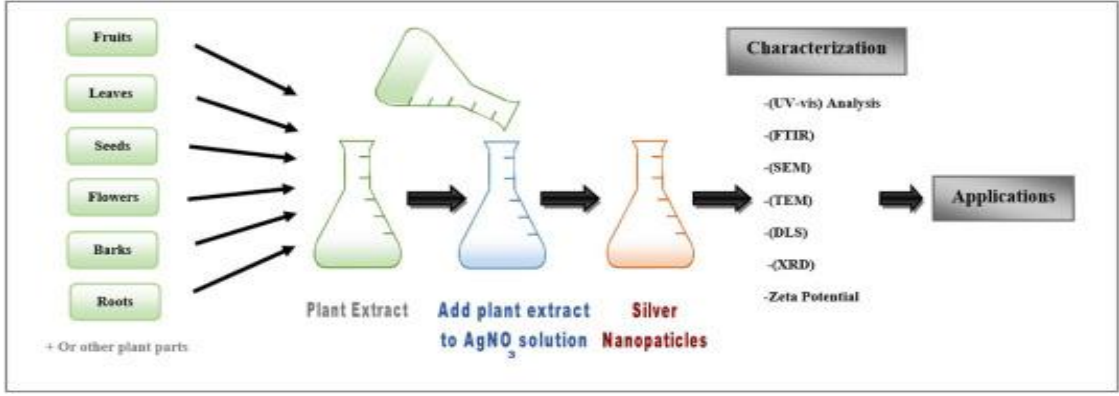 Fruits
Leaves
Seeds
Flowers
Barks
Roots
+ Or other plant parts
Plant Extract
Add plant extract
to AgNO3 solution
Silver
Nanopaticles
Characterization
-(UV-vis) Analysis
-(FTIR)
-(SEM)
-(TEM)
-(DLS)
-(XRD)
-Zeta Potential
Applications